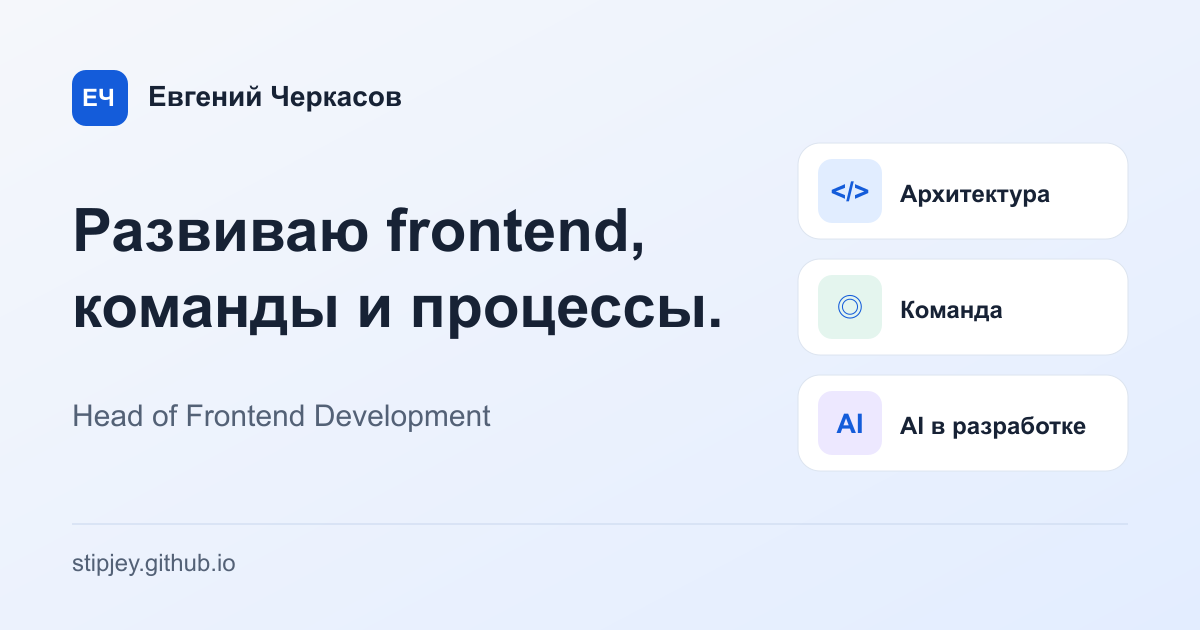 ЕЧ
Евгений Черкасов
Развиваю frontend,
команды и процессы.
Head of Frontend Development
</>
Архитектура
◎
Команда
AI
AI в разработке
stipjey.github.io